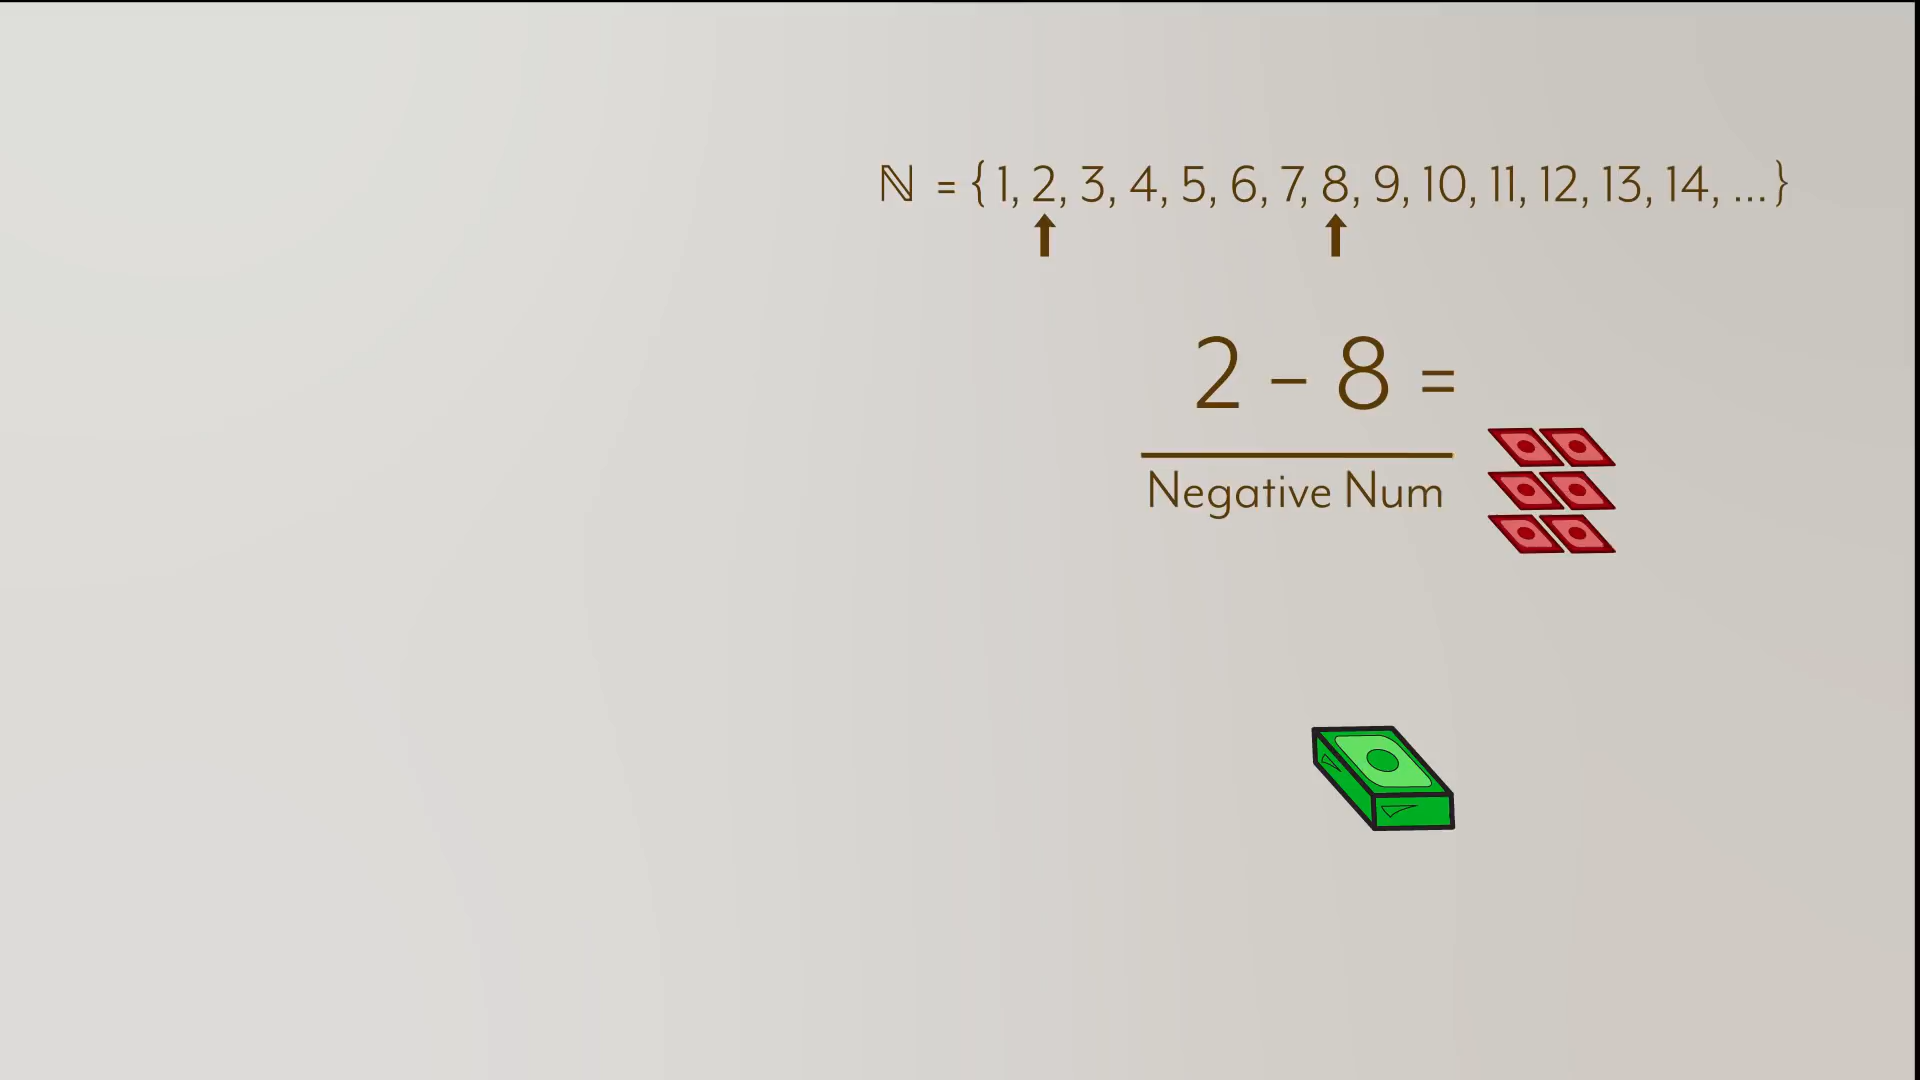 ℕ = {1, 2, 3, 4, 5, 6, 7, 8, 9, 10, 11, 12, 13, 14, ...}
2 – 8 =
Negative Num